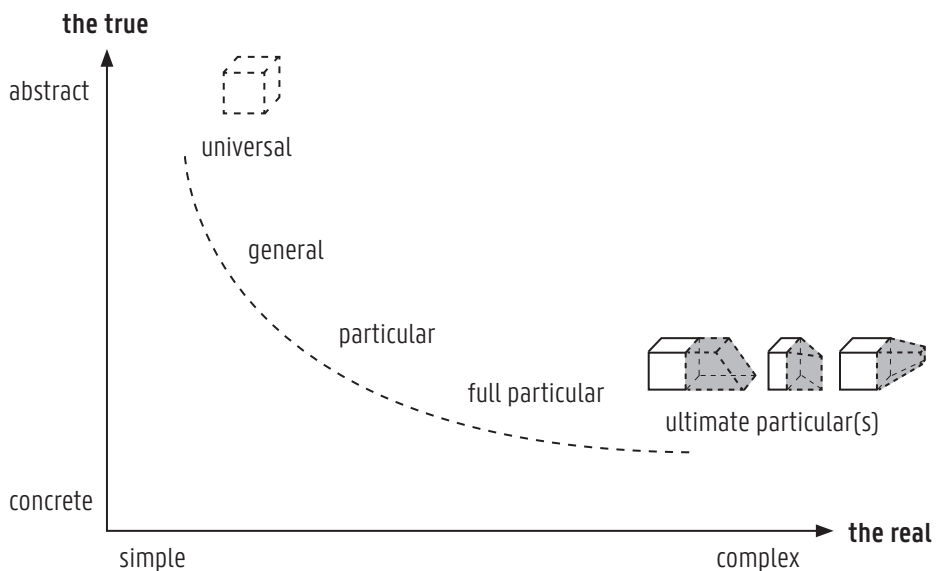 the true
abstract
universal
general
particular
full particular
ultimate particular(s)
concrete
the real
simple
complex